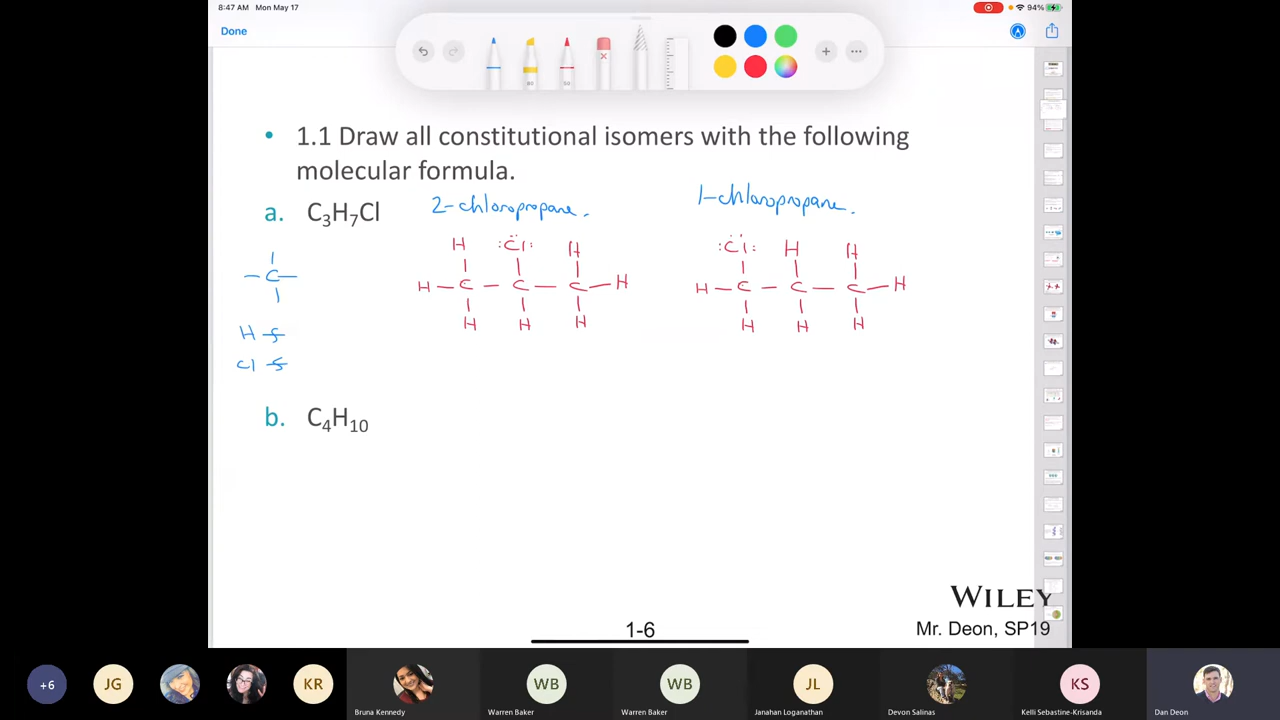 8:47 AM Mon May 17
94%
Done
• 1.1 Draw all constitutional isomers with the following
molecular formula.
2-chloropropane.
1-chloropropane.
a. C₃H₇Cl
H :Cl: H
:Cl: H H
C
H-C-C-C-H
H-C-C-C-H
H H H
H H H
H
Cl
b. C₄H₁₀
WILEY
1-6
Mr. Deon, SP19
+6
JG
KR
WB
WB
JL
KS
Bruna Kennedy
Warren Baker
Warren Baker
Janahan Loganathan
Devon Salinas
Kelli Sebastine-Krisanda
Dan Deon